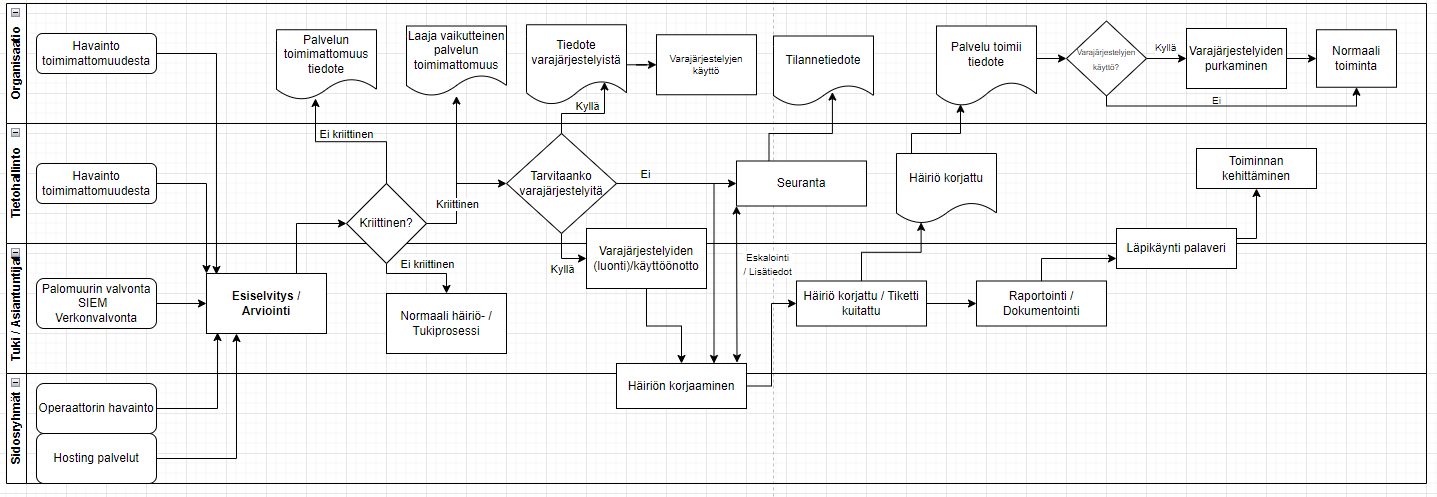 Organisaatio
Havainto
toimimattomuudesta
Palvelun
toimimattomuus
tiedote
Laaja vaikutteinen
palvelun
toimimattomuus
Tiedote
varajärjestelyistä
Varajärjestelyjen
käyttö
Tilannetiedote
Palvelu toimii
tiedote
Varajärjestelyjen
käyttö?
Kyllä
Varajärjestelyiden
purkaminen
Normaali
toiminta
Ei
Kyllä
Ei kriittinen
Tietohallinto
Havainto
toimimattomuudesta
Kriittinen?
Kriittinen
Tarvitaanko
varajärjestelyitä
Ei
Seuranta
Häiriö korjattu
Toiminnan
kehittäminen
Tuki / Asiantuntija
Palomuurin valvonta
SIEM
Verkonvalvonta
Esiselvitys /
Arviointi
Ei kriittinen
Normaali häiriö- /
Tukiprosessi
Kyllä
Varajärjestelyiden
(luonti)/käyttöönotto
Eskalointi
/ Lisätiedot
Häiriö korjattu / Tiketti
kuitattu
Raportointi /
Dokumentointi
Läpikäynti palaveri
Sidosryhmät
Operaattorin havainto
Hosting palvelut
Häiriön korjaaminen